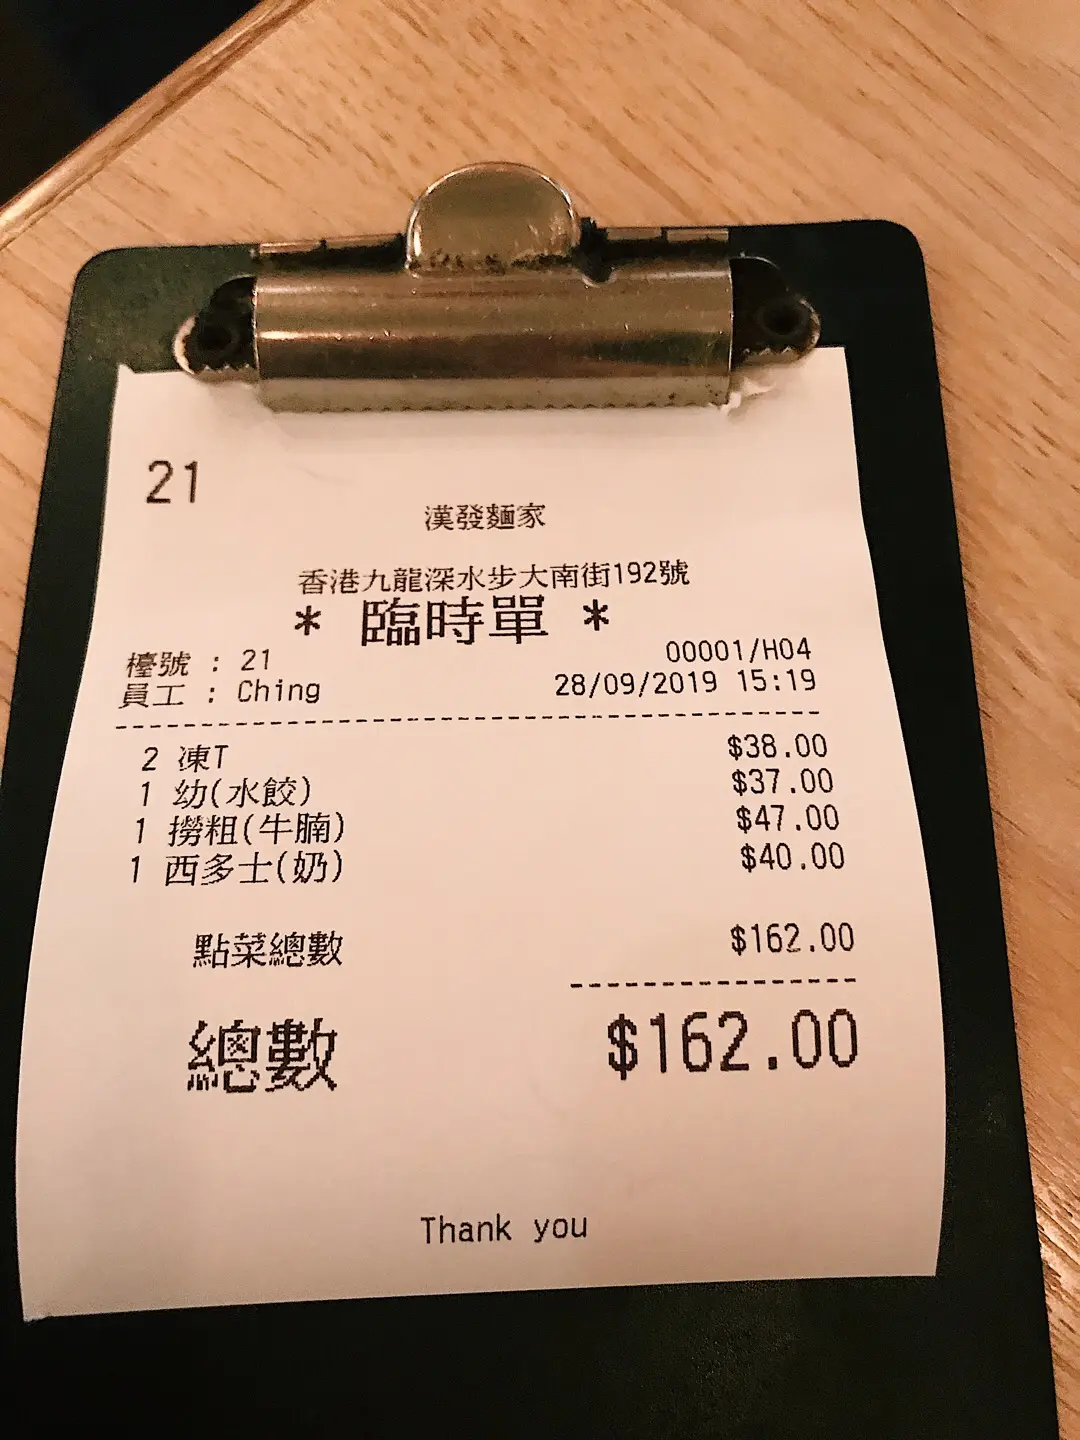 21
漢發麵家
香港九龍深水步大南街192號
* 臨時單 *
檯號 : 21 00001/H04
員工 : Ching 28/09/2019 15:19
2 凍T $38.00
1 幼(水餃) $37.00
1 撈粗(牛腩) $47.00
1 西多士(奶) $40.00
點菜總數 $162.00
總數 $162.00
Thank you